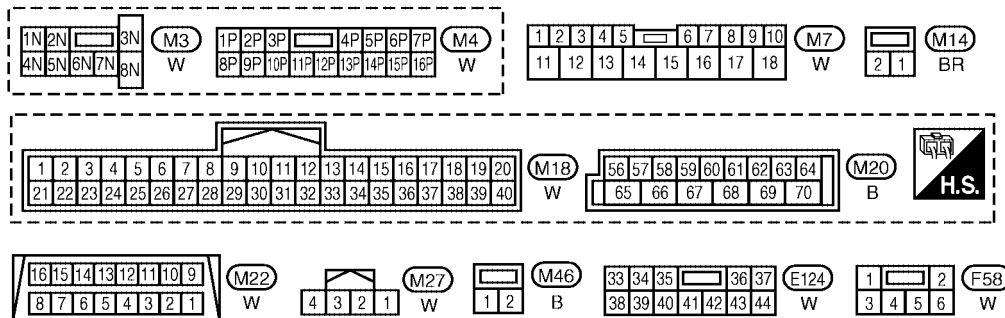 1N 2N 3N M3 1P 2P 3P 4P 5P 6P 7P M4 1 2 3 4 5 6 7 8 9 10 M7 M14
4N 5N 6N 7N 8N W 8P 9P 10P 11P 12P 13P 14P 15P 16P W 11 12 13 14 15 16 17 18 W 2 1 BR
1 2 3 4 5 6 7 8 9 10 11 12 13 14 15 16 17 18 19 20 M18 56 57 58 59 60 61 62 63 64 M20
21 22 23 24 25 26 27 28 29 30 31 32 33 34 35 36 37 38 39 40 W 65 66 67 68 69 70 B H.S.
16 15 14 13 12 11 10 9 M22 M27 M46 33 34 35 36 37 E124 1 2 F58
8 7 6 5 4 3 2 1 W 4 3 2 1 W 1 2 B 38 39 40 41 42 43 44 W 3 4 5 6 W